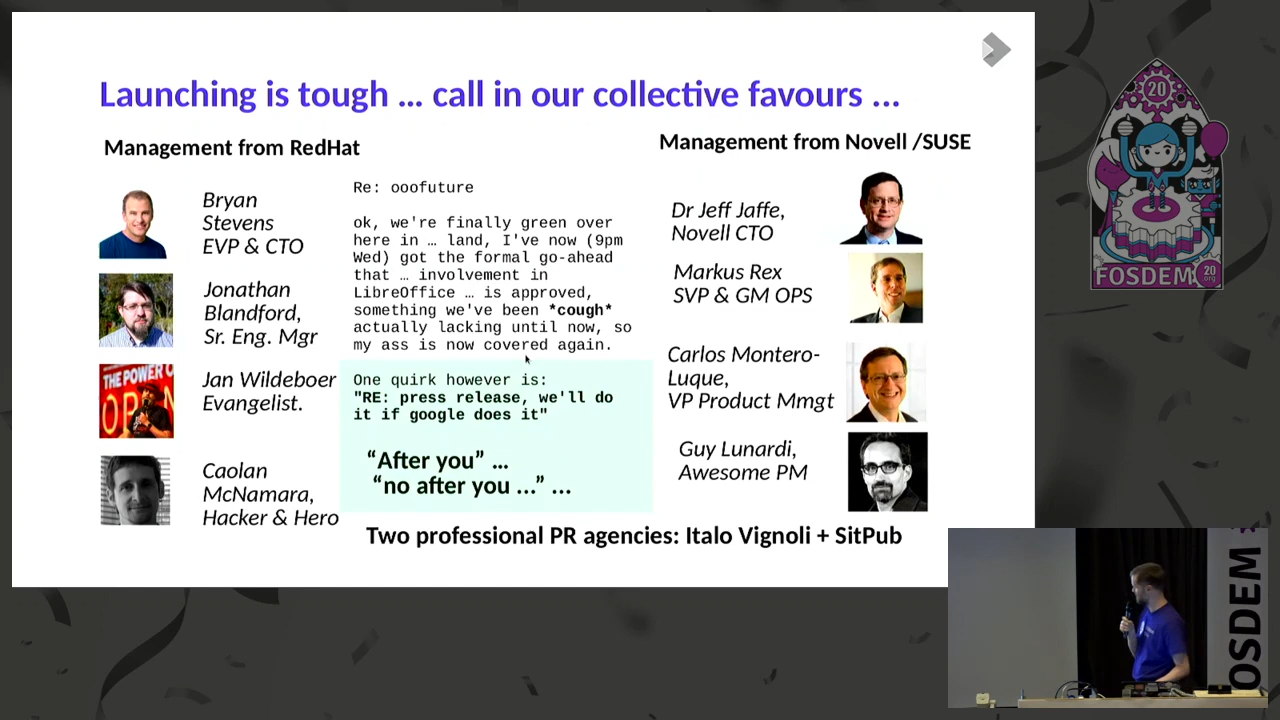 Launching is tough ... call in our collective favours ...
Management from RedHat
Bryan
Stevens
EVP & CTO
Jonathan
Blandford,
Sr. Eng. Mgr
THE POWER O
OPEN
Jan Wildeboer
Evangelist.
Caolan
McNamara,
Hacker & Hero
Re: ooofuture
ok, we're finally green over
here in … land, I've now (9pm
Wed) got the formal go-ahead
that … involvement in
LibreOffice … is approved,
something we've been *cough*
actually lacking until now, so
my ass is now covered again.
One quirk however is:
"RE: press release, we'll do
it if google does it"
“After you” …
“no after you …” …
Management from Novell /SUSE
Dr Jeff Jaffe,
Novell CTO
Markus Rex
SVP & GM OPS
Carlos Montero-
Luque,
VP Product Mmgt
Guy Lunardi,
Awesome PM
Two professional PR agencies: Italo Vignoli + SitPub
20
FOSDEM
20
.org
OSDEM